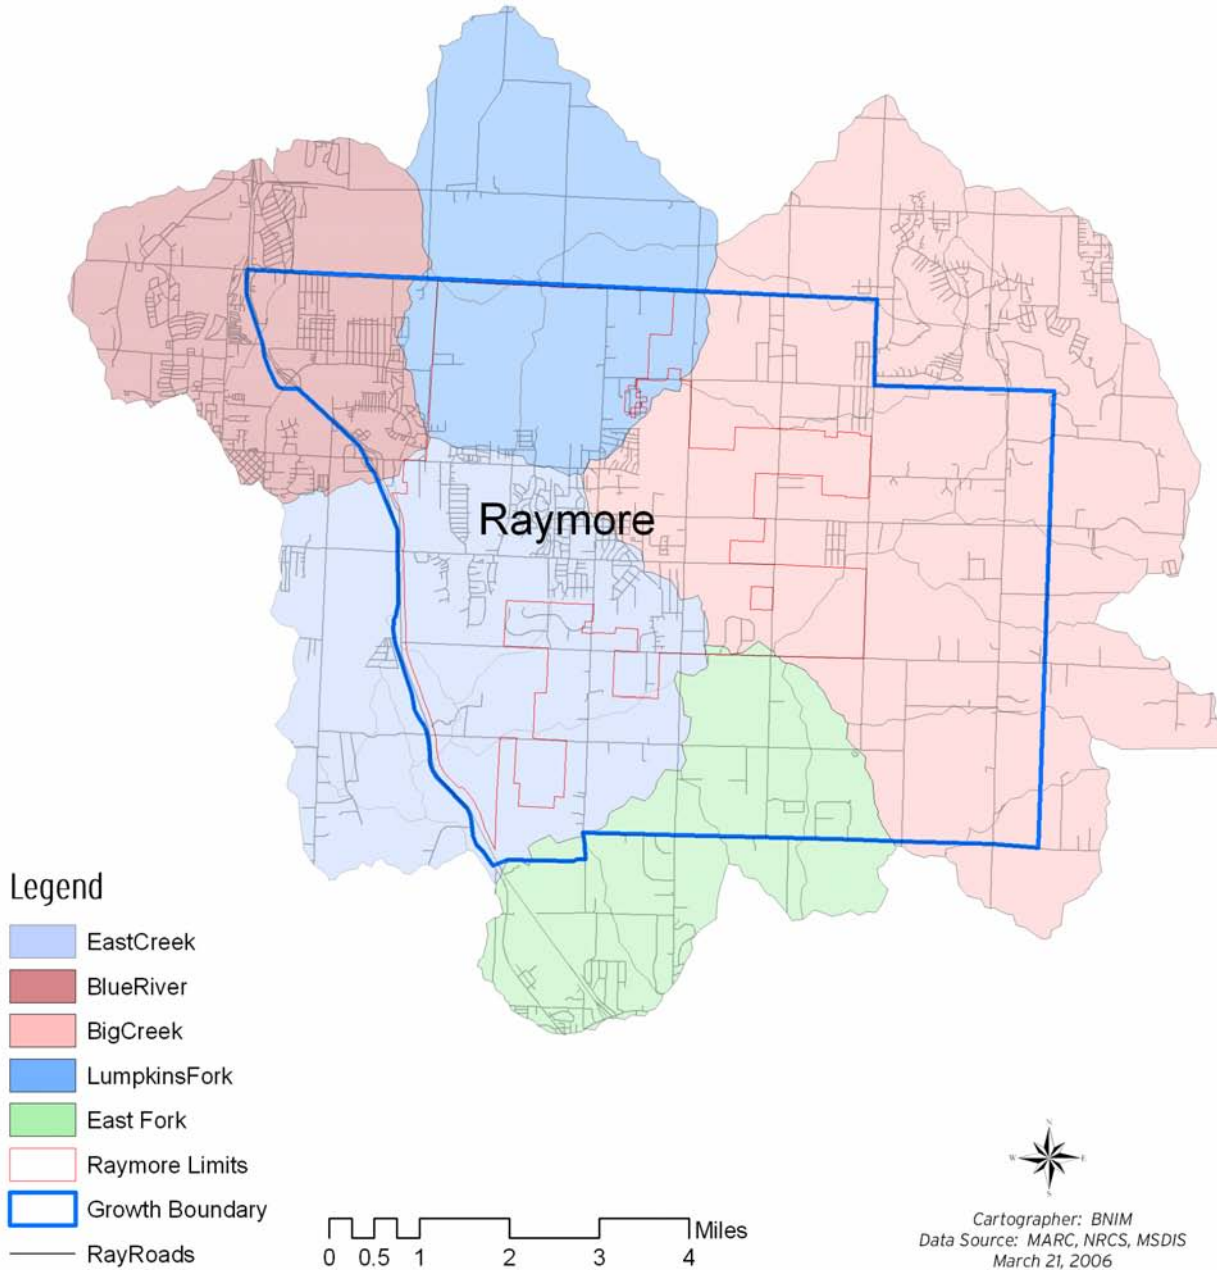 Raymore
Legend
EastCreek
BlueRiver
BigCreek
LumpkinsFork
East Fork
Raymore Limits
Growth Boundary
RayRoads
Miles
0 0.5 1 2 3 4
N
W E
S
Cartographer: BNIM
Data Source: MARC, NRCS, MSDIS
March 21, 2006